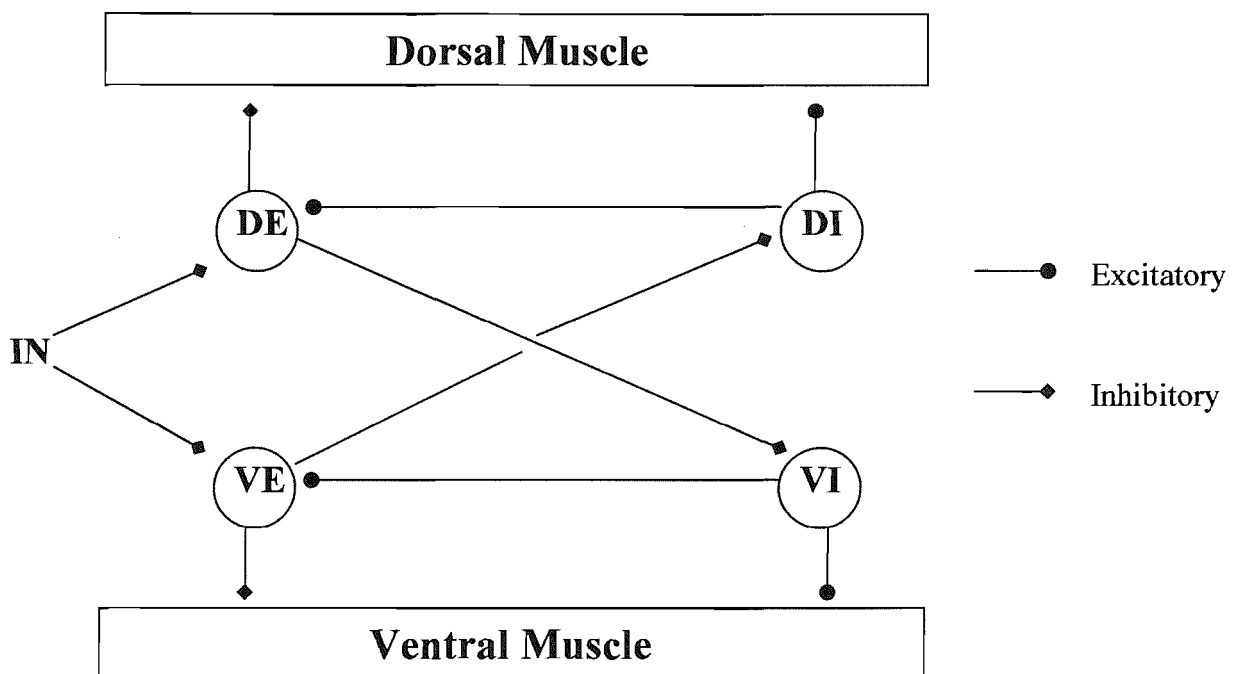 Dorsal Muscle
DE
DI
Excitatory
IN
Inhibitory
VE
VI
Ventral Muscle